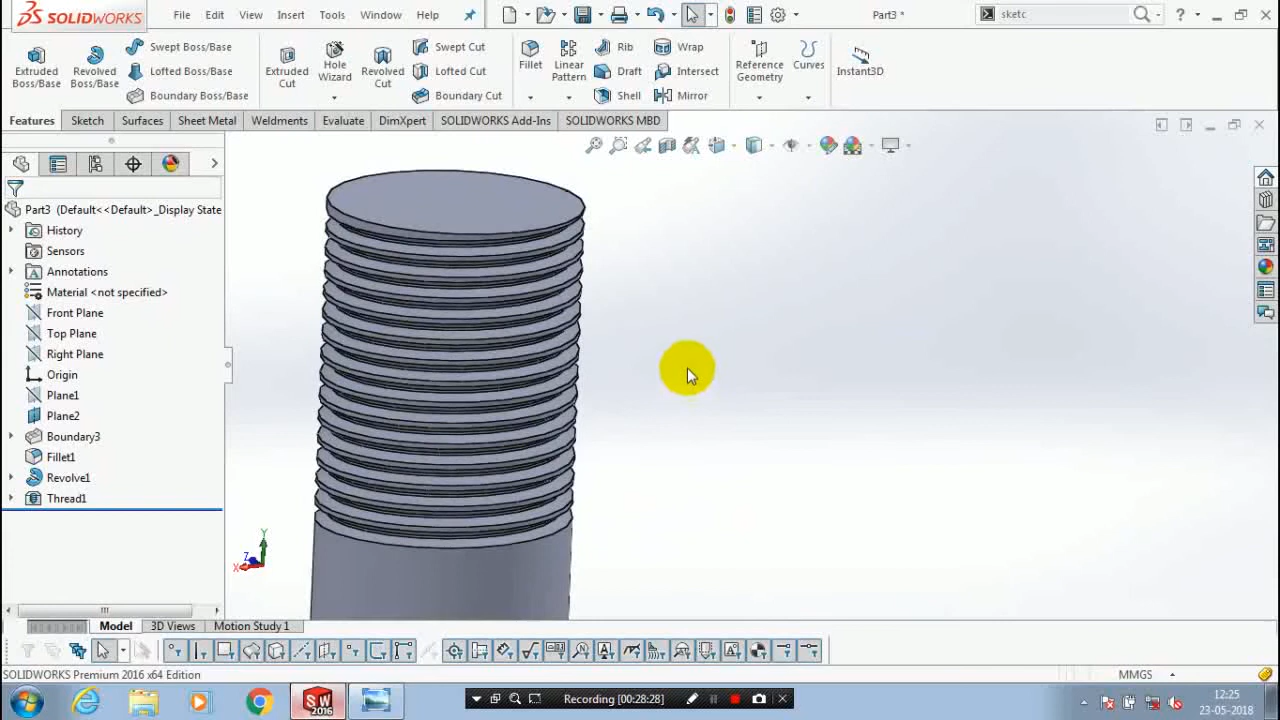 SOLIDWORKS File Edit View Insert Tools Window Help Part3 * sketc
Extruded Boss/Base Revolved Boss/Base Swept Boss/Base Lofted Boss/Base Boundary Boss/Base Extruded Cut Hole Wizard Revolved Cut Swept Cut Lofted Cut Boundary Cut Fillet Linear Pattern Rib Draft Shell Wrap Intersect Mirror Reference Geometry Curves Instant3D
Features Sketch Surfaces Sheet Metal Weldments Evaluate DimXpert SOLIDWORKS Add-Ins SOLIDWORKS MBD
Part3 (Default<<Default>_Display State
History
Sensors
Annotations
Material <not specified>
Front Plane
Top Plane
Right Plane
Origin
Plane1
Plane2
Boundary3
Fillet1
Revolve1
Thread1
Y
Z
X
Model 3D Views Motion Study 1
SOLIDWORKS Premium 2016 x64 Edition MMGS
SW 2016 Recording [00:28:28] 12:25
23-05-2018